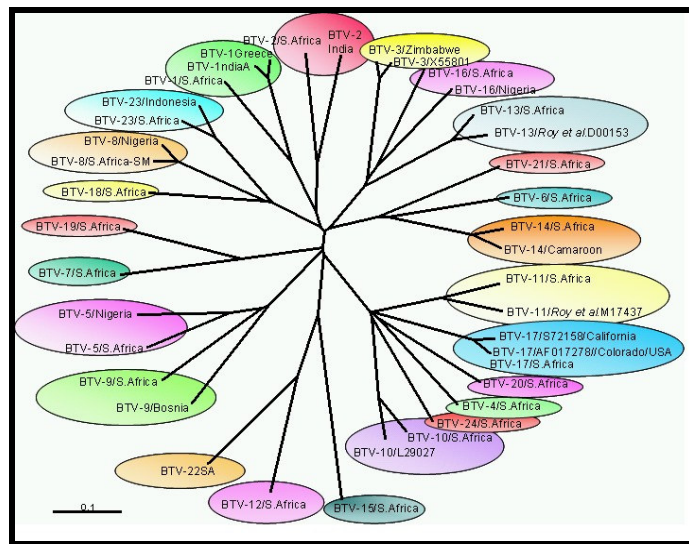 BTV-2/S.Africa
BTV-2
India
BTV-3/Zimbabwe
BTV-3/X55801
BTV-16/S.Africa
BTV-16/Nigeria
BTV-13/S.Africa
BTV-13/Roy et al.D00153
BTV-21/S.Africa
BTV-6/S.Africa
BTV-14/S.Africa
BTV-14/Camaroon
BTV-11/S.Africa
BTV-11/Roy et al.M17437
BTV-17/S72158/California
BTV-17/AF017278//Colorado/USA
BTV-17/S.Africa
BTV-20/S.Africa
BTV-4/S.Africa
BTV-24/S.Africa
BTV-10/S.Africa
BTV-10/L29027
BTV-15/S.Africa
BTV-12/S.Africa
BTV-22SA
BTV-9/Bosnia
BTV-9/S.Africa
BTV-5/S.Africa
BTV-5/Nigeria
BTV-7/S.Africa
BTV-19/S.Africa
BTV-18/S.Africa
BTV-8/S.Africa-SM
BTV-8/Nigeria
BTV-23/S.Africa
BTV-23/Indonesia
BTV-1/S.Africa
BTV-1IndiaA
BTV-1Greece
0.1